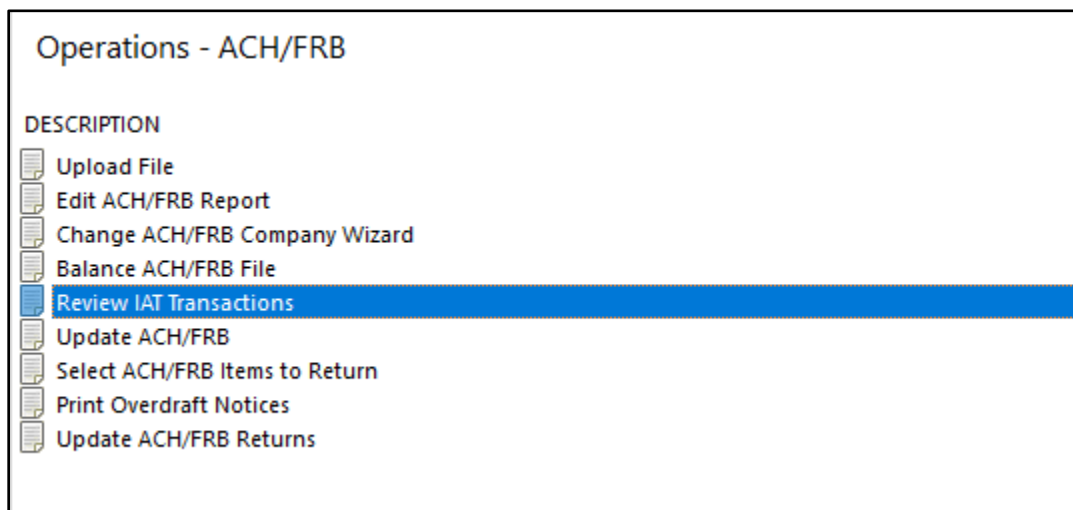 Operations - ACH/FRB
DESCRIPTION
Upload File
Edit ACH/FRB Report
Change ACH/FRB Company Wizard
Balance ACH/FRB File
Review IAT Transactions
Update ACH/FRB
Select ACH/FRB Items to Return
Print Overdraft Notices
Update ACH/FRB Returns